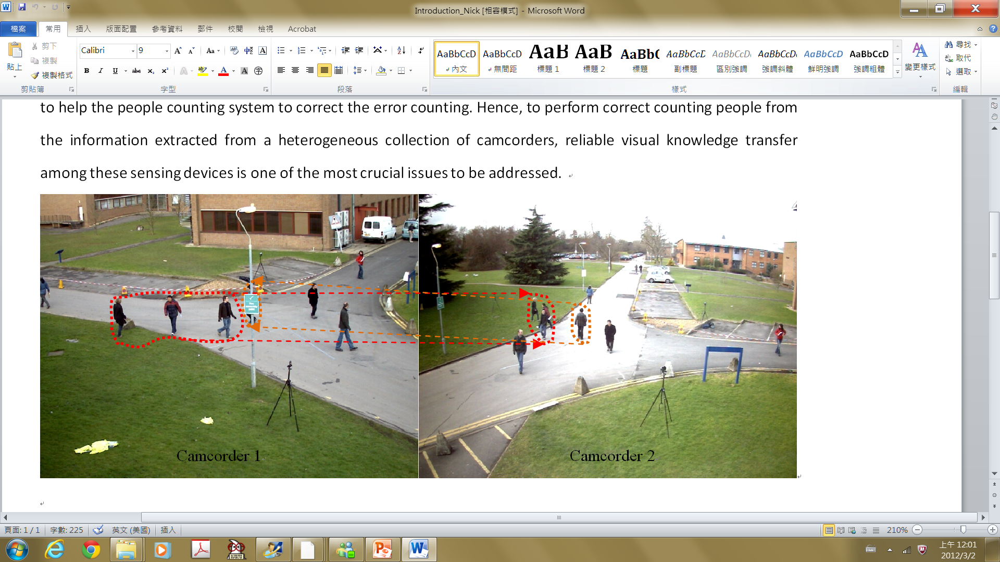 Introduction_Nick [相容模式] - Microsoft Word
檔案 常用 插入 版面配置 參考資料 郵件 校閱 檢視 Acrobat
貼上
剪下
複製
複製格式
剪貼簿
Calibri 9
字型
段落
AaBbCcD AaBbCcD AaB AaB AaBbC AaBbCcD AaBbCcD AaBbCcD AaBbCcD AaBbCcD
內文 無間距 標題 1 標題 2 標題 副標題 區別強調 強調斜體 鮮明強調 強調粗體
變更樣式
樣式
尋找
取代
選取
編輯
to help the people counting system to correct the error counting. Hence, to perform correct counting people from
the information extracted from a heterogeneous collection of camcorders, reliable visual knowledge transfer
among these sensing devices is one of the most crucial issues to be addressed.
Camcorder 1
Camcorder 2
頁面: 1 / 1 字數: 225 英文 (美國) 插入
210%
上午 12:01
2012/3/2